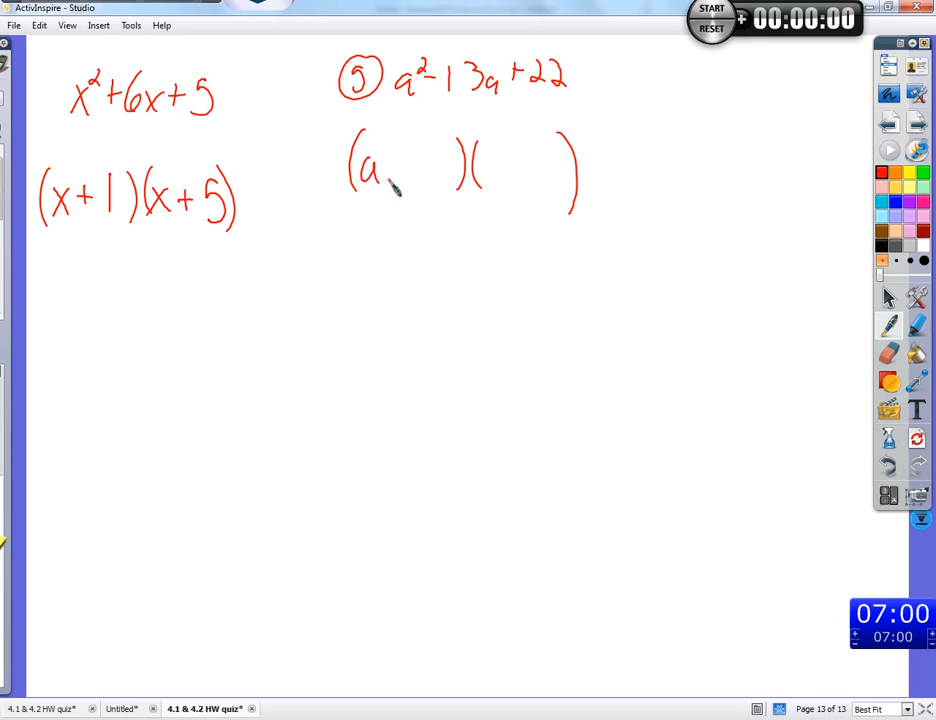 ActivInspire - Studio
File Edit View Insert Tools Help
START
RESET
+ 00:00:00
x²+6x+5
(x+1)(x+5)
⑤ a²-13a+22
(a )( )
T
07:00
07:00
4.1 & 4.2 HW quiz* Untitled* 4.1 & 4.2 HW quiz* Page 13 of 13 Best Fit